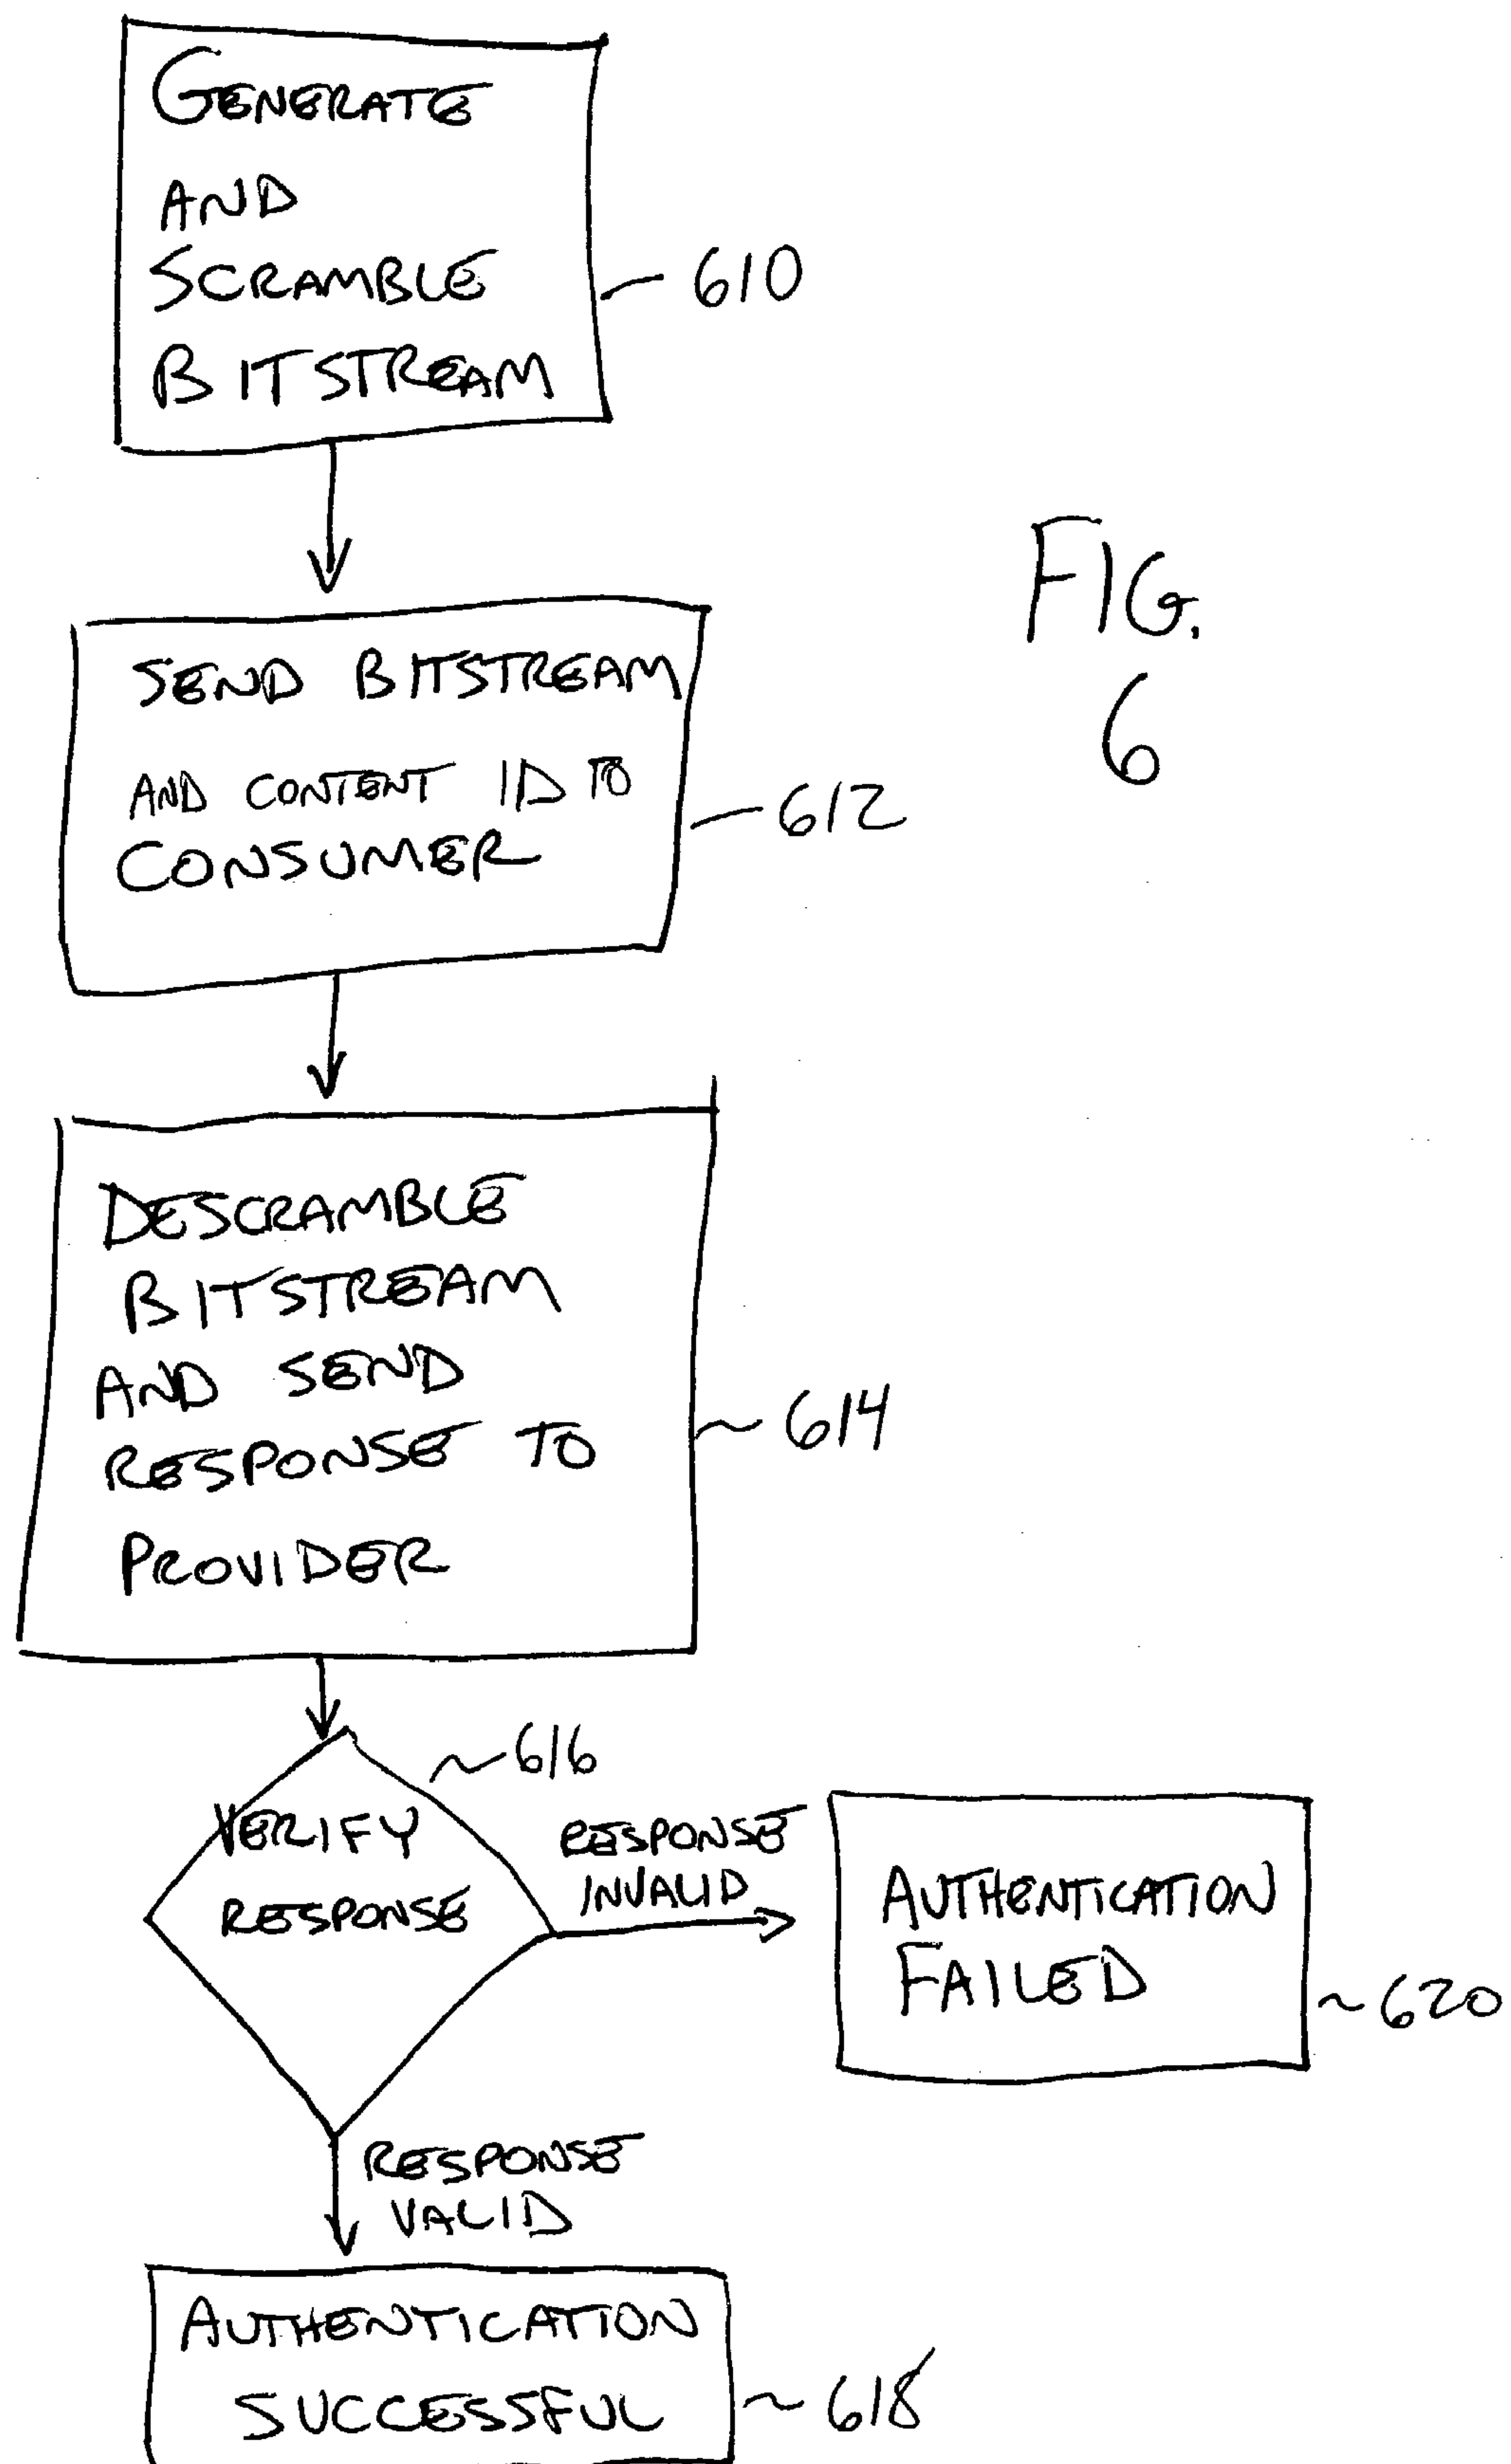 GENERATE
AND
SCRAMBLE
BITSTREAM
610
FIG.
6
SEND BITSTREAM
AND CONTENT ID TO
CONSUMER
612
DESCRAMBLE
BITSTREAM
AND SEND
RESPONSE TO
PROVIDER
614
616
VERIFY
RESPONSE
RESPONSE
INVALID
AUTHENTICATION
FAILED
620
RESPONSE
VALID
AUTHENTICATION
SUCCESSFUL
618